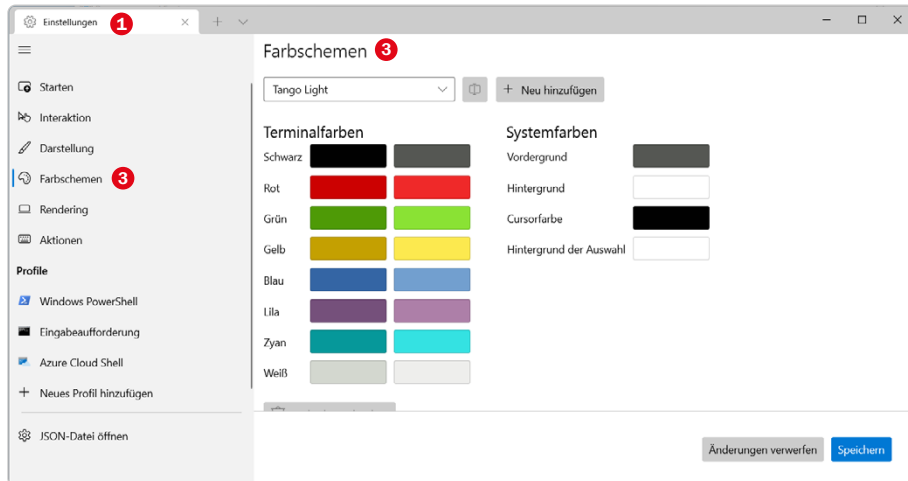 Einstellungen 1
Starten
Interaktion
Darstellung
Farbschemen 3
Rendering
Aktionen
Profile
Windows PowerShell
Eingabeaufforderung
Azure Cloud Shell
Neues Profil hinzufügen
JSON-Datei öffnen
Farbschemen 3
Tango Light
Neu hinzufügen
Terminalfarben
Schwarz
Rot
Grün
Gelb
Blau
Lila
Zyan
Weiß
Systemfarben
Vordergrund
Hintergrund
Cursorfarbe
Hintergrund der Auswahl
Änderungen verwerfen
Speichern